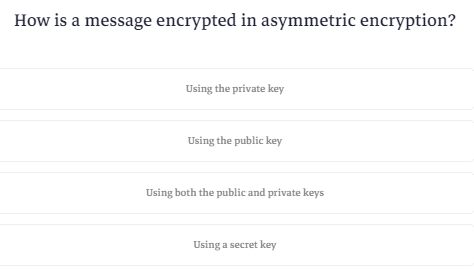 How is a message encrypted in asymmetric encryption?
Using the private key
Using the public key
Using both the public and private keys
Using a secret key